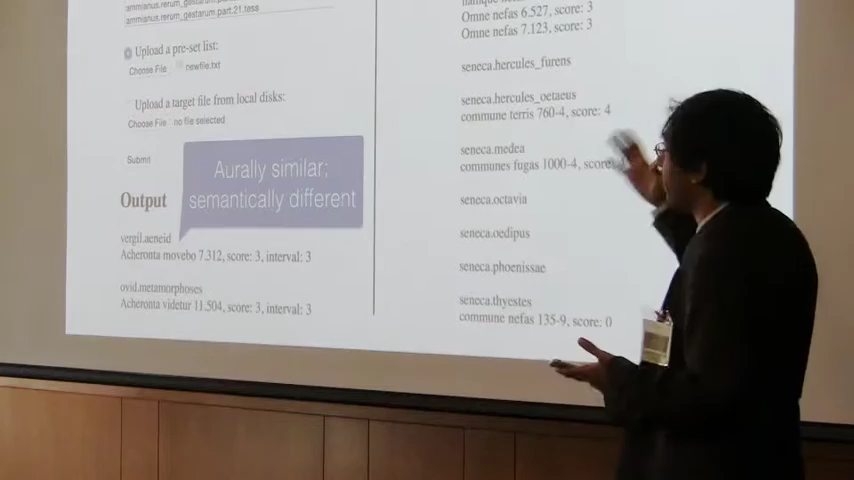 ammianus.rerum_gestarum.part.21.tess
Upload a pre-set list:
Choose File newfile.txt
Upload a target file from local disks:
Choose File no file selected
Submit
Aurally similar;
semantically different
Output
vergil.aeneid
Acheronta movebo 7.312, score: 3, interval: 3
ovid.metamorphoses
Acheronta videtur 11.504, score: 3, interval: 3
Omne nefas 6.527, score: 3
Omne nefas 7.123, score: 3
seneca.hercules_furens
seneca.hercules_oetaeus
commune terris 760-4, score: 4
seneca.medea
communes fugas 1000-4, score:
seneca.octavia
seneca.oedipus
seneca.phoenissae
seneca.thyestes
commune nefas 135-9, score: 0